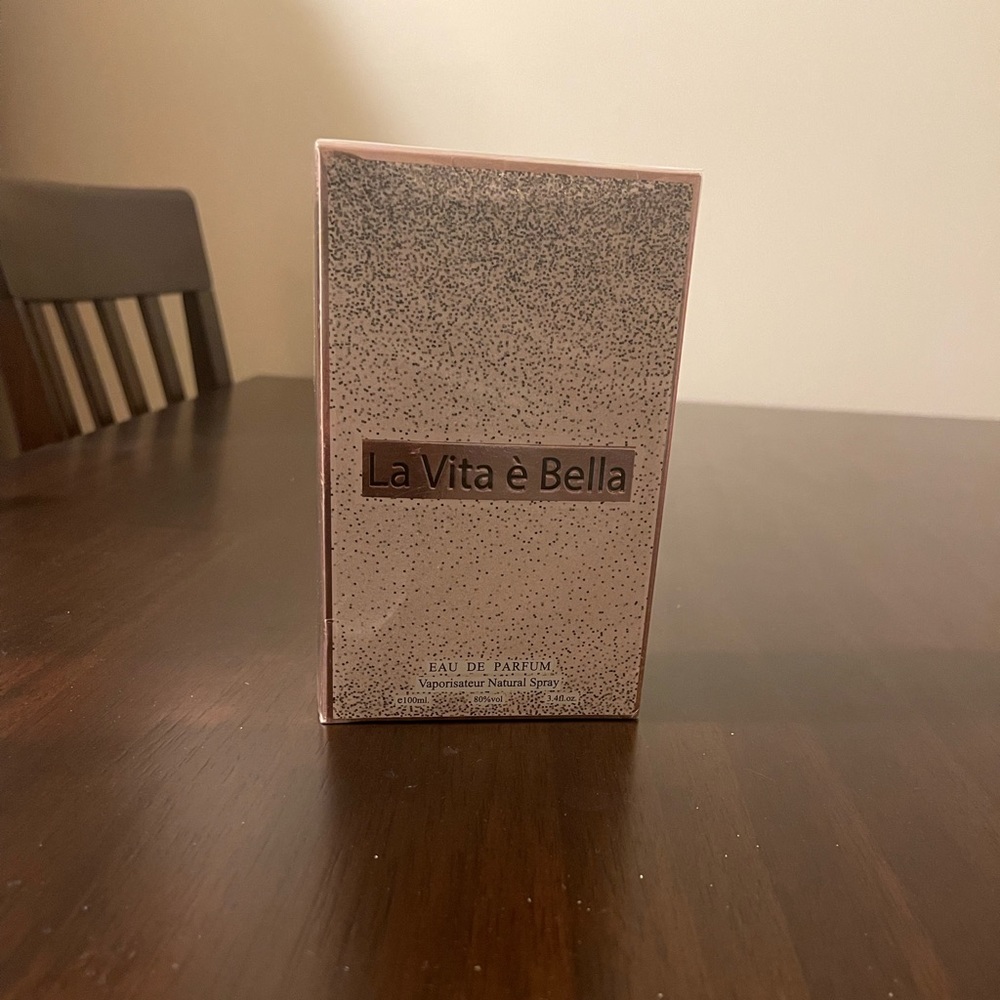 La Vita è Bella
EAU DE PARFUM
Vaporisateur Natural Spray
e100ml. 80%vol 3.4fl.oz.